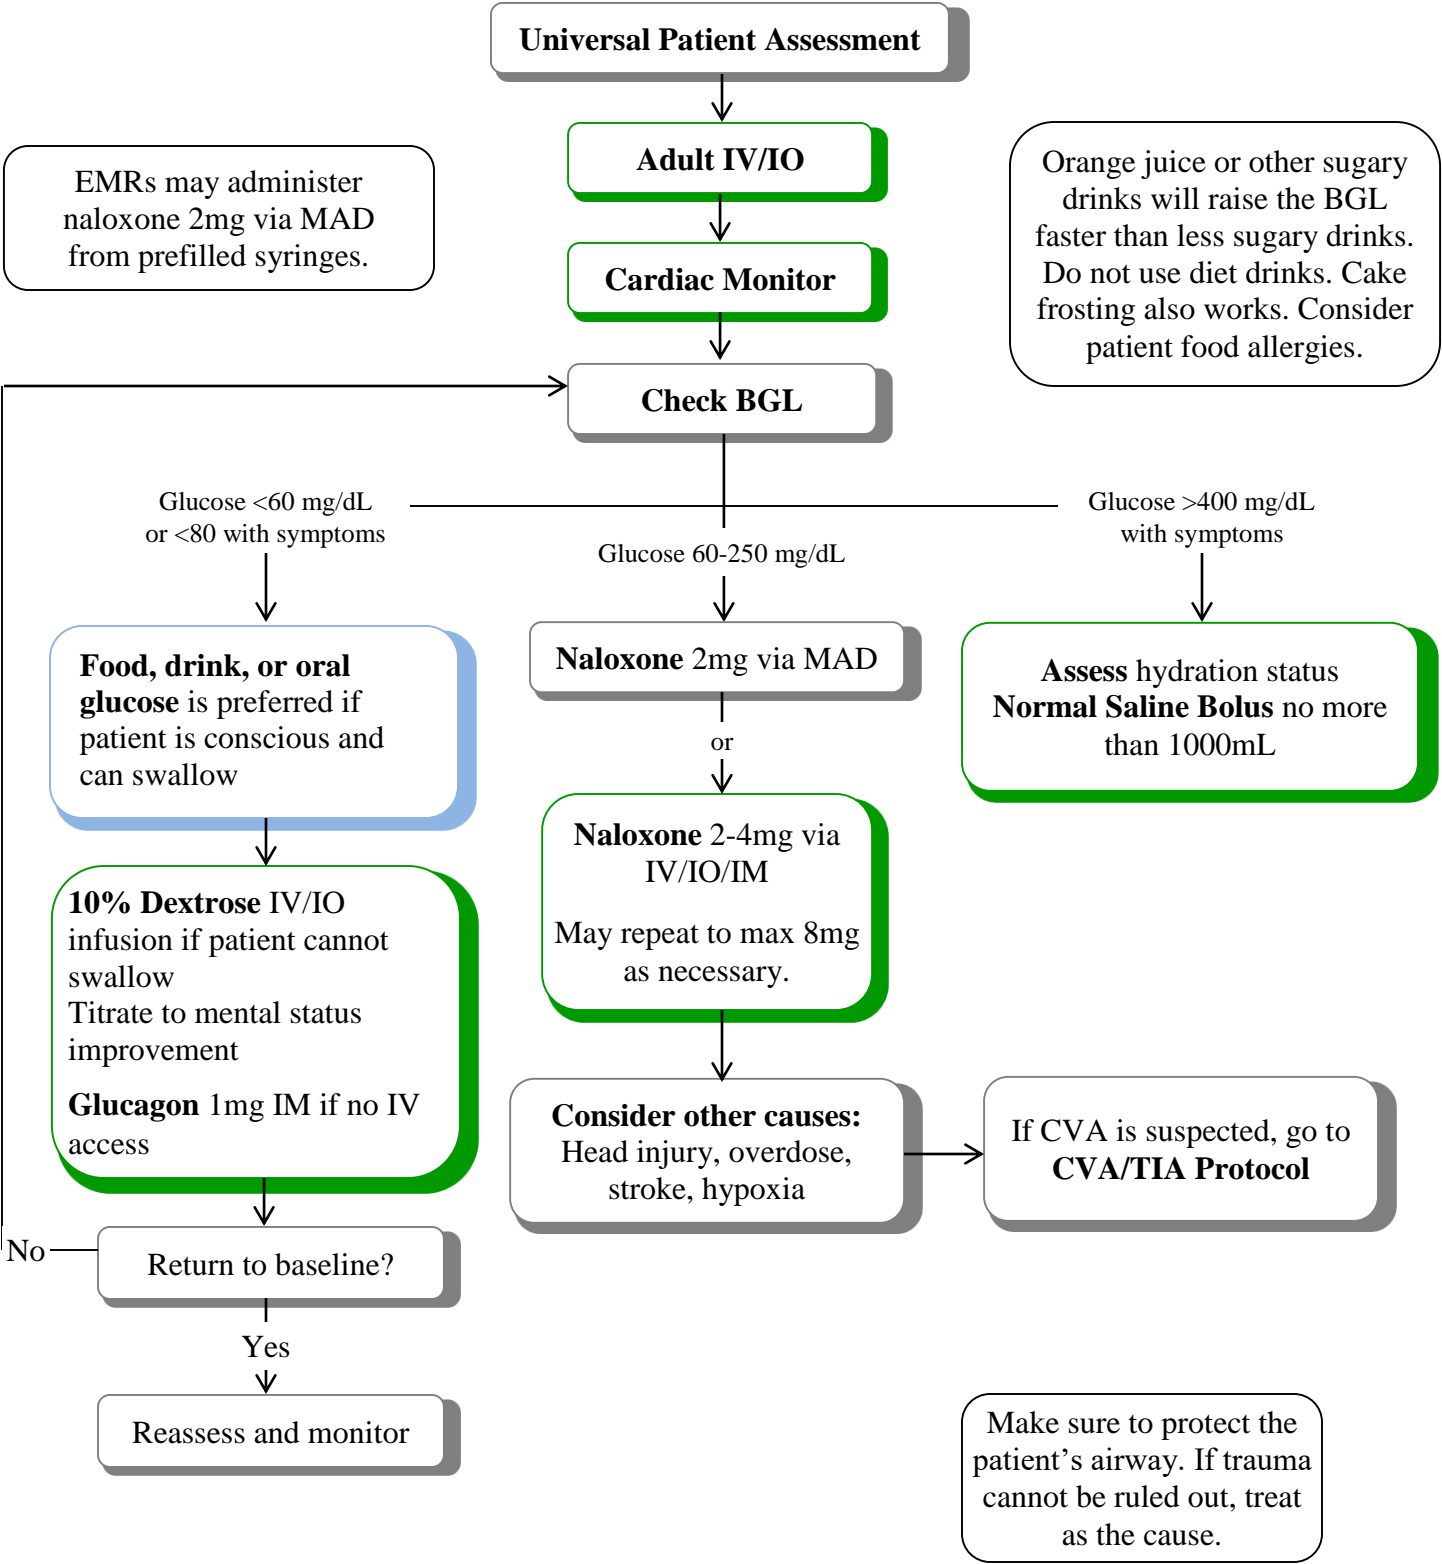 Universal Patient Assessment
Adult IV/IO
EMRs may administer
naloxone 2mg via MAD
from prefilled syringes.
Orange juice or other sugary
drinks will raise the BGL
faster than less sugary drinks.
Do not use diet drinks. Cake
frosting also works. Consider
patient food allergies.
Cardiac Monitor
Check BGL
Glucose <60 mg/dL
or <80 with symptoms
Glucose 60-250 mg/dL
Glucose >400 mg/dL
with symptoms
Food, drink, or oral
glucose is preferred if
patient is conscious and
can swallow
Naloxone 2mg via MAD
or
Assess hydration status
Normal Saline Bolus no more
than 1000mL
Naloxone 2-4mg via
IV/IO/IM
May repeat to max 8mg
as necessary.
10% Dextrose IV/IO
infusion if patient cannot
swallow
Titrate to mental status
improvement
Glucagon 1mg IM if no IV
access
Consider other causes:
Head injury, overdose,
stroke, hypoxia
If CVA is suspected, go to
CVA/TIA Protocol
No
Return to baseline?
Yes
Reassess and monitor
Make sure to protect the
patient’s airway. If trauma
cannot be ruled out, treat
as the cause.